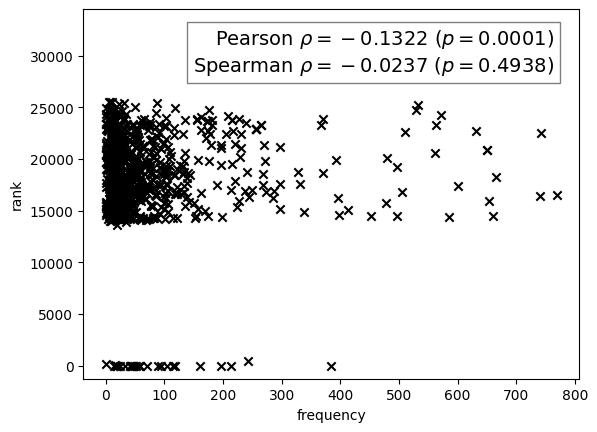 Pearson ρ = − 0.1322 (p = 0.0001)
Spearman ρ = − 0.0237 (p = 0.4938)
30000
25000
20000
15000
10000
5000
0
rank
0 100 200 300 400 500 600 700 800
frequency